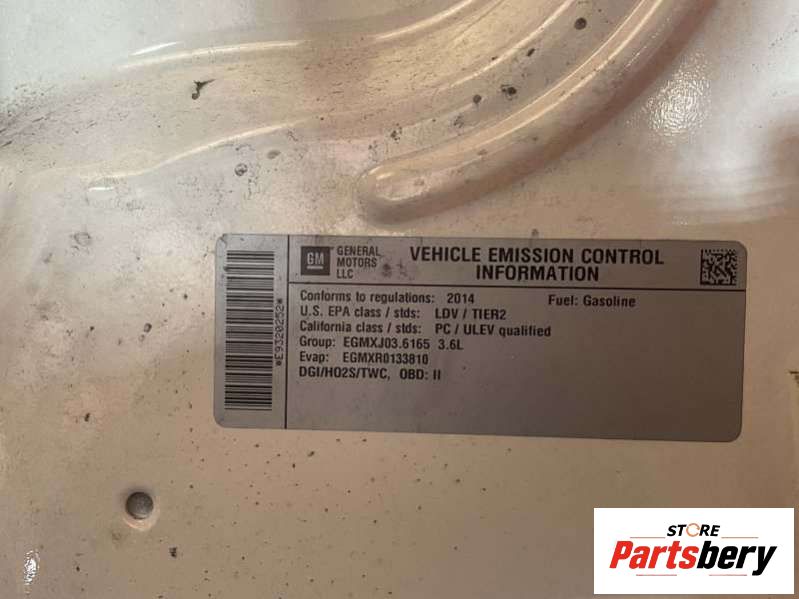 GM
GENERAL
MOTORS
LLC
VEHICLE EMISSION CONTROL
INFORMATION
*E9320252*
Conforms to regulations: 2014 Fuel: Gasoline
U.S. EPA class / stds: LDV / TIER2
California class / stds: PC / ULEV qualified
Group: EGMXJ03.6165 3.6L
Evap: EGMXR0133810
DGI/HO2S/TWC, OBD: II
STORE
Partsbery